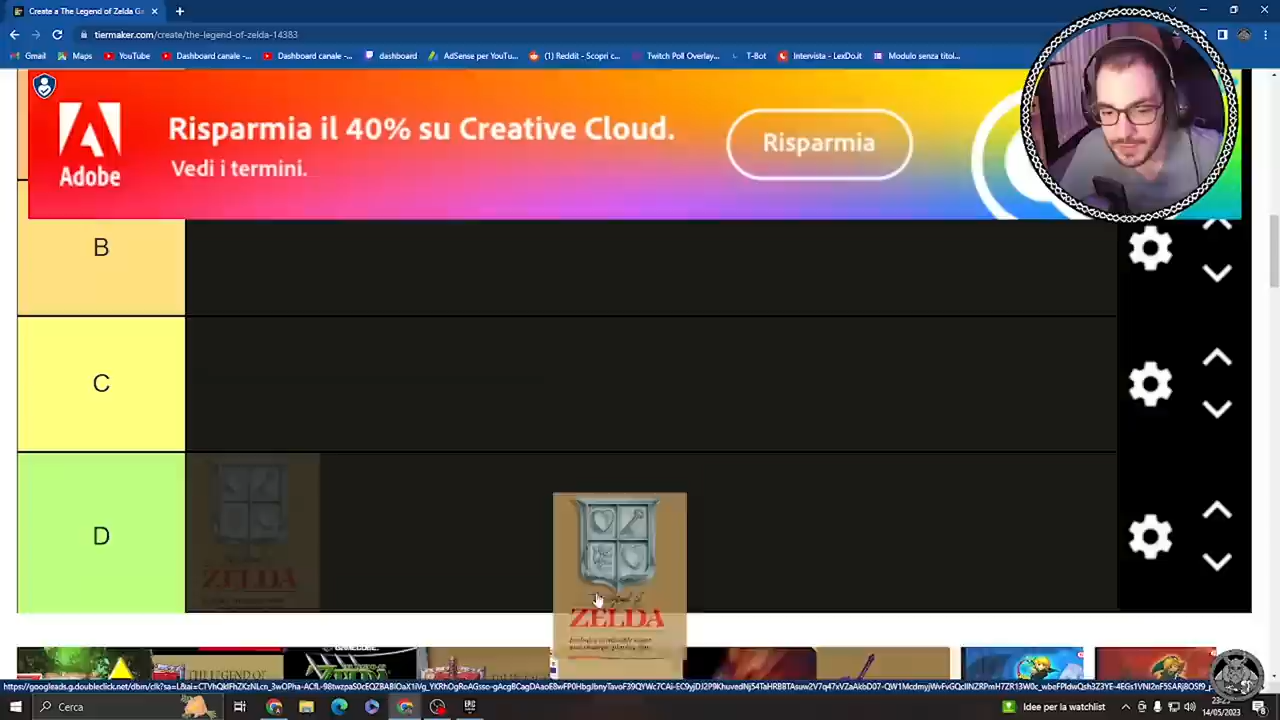 Create a The Legend of Zelda Ga
tiermaker.com/create/the-legend-of-zelda-14383
Gmail
Maps
YouTube
Dashboard canale -...
Dashboard canale -...
dashboard
AdSense per YouTu...
(1) Reddit - Scopri c...
Twitch Poll Overlay...
T-Bot
Intervista - LexDo.it
Modulo senza titol...
Adobe
Risparmia il 40% su Creative Cloud.
Vedi i termini.
Risparmia
B
C
D
ZELDA
ZELDA
THE LEGEND OF
Cerca
Idee per la watchlist
14/05/2023